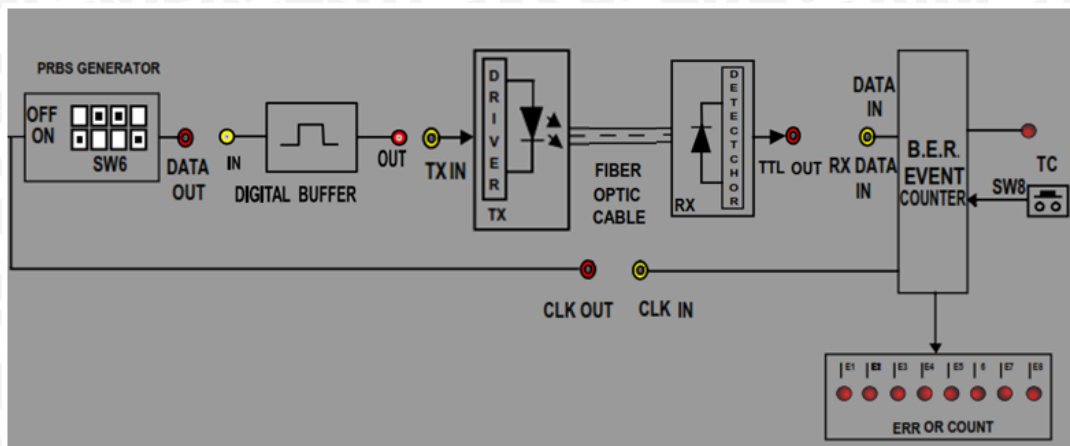 PRBS GENERATOR
OFF
ON
SW6
DATA
OUT
IN
DIGITAL BUFFER
OUT
TX IN
DRIVER
TX
FIBER
OPTIC
CABLE
DETECTCHOR
RX
TTL OUT
DATA
IN
RX DATA
IN
B.E.R.
EVENT
COUNTER
TC
SW8
CLK OUT
CLK IN
E1 E2 E3 E4 E5 6 E7 E8
ERR OR COUNT